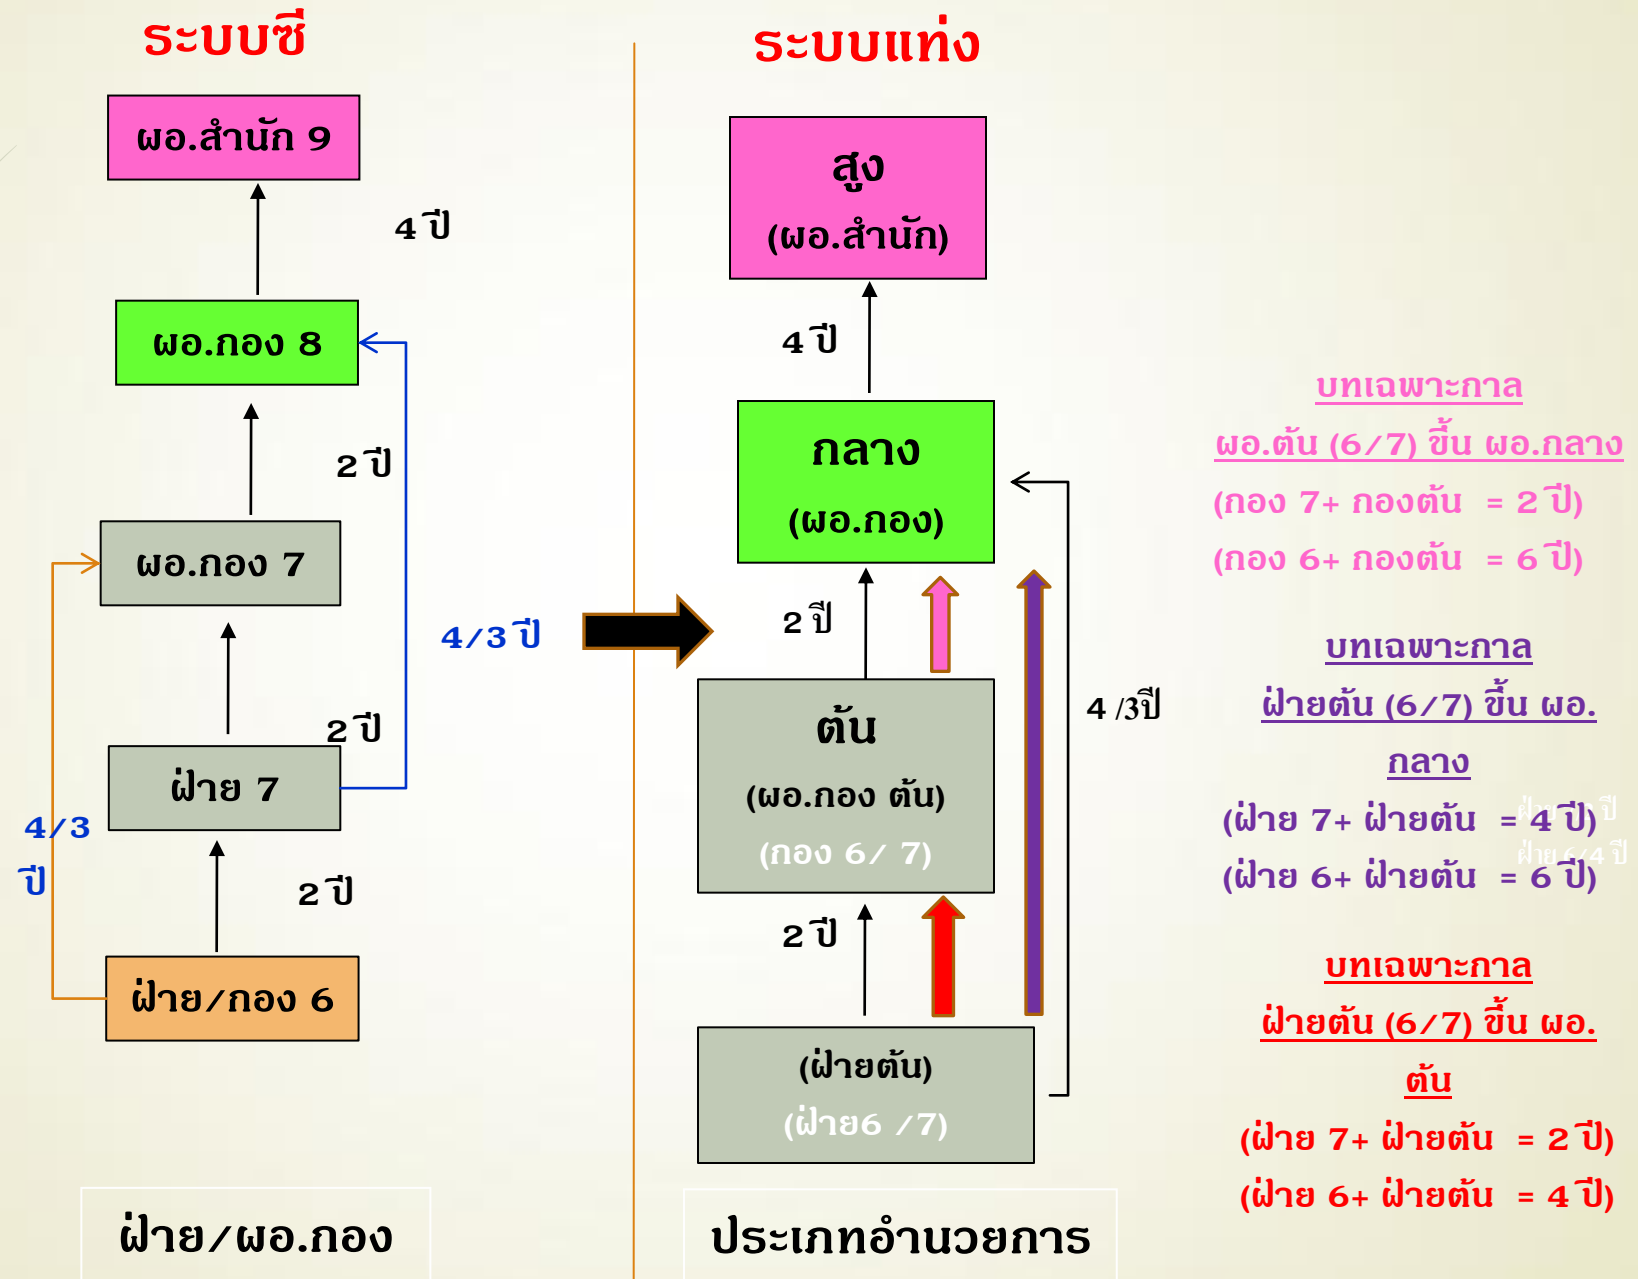 ระบบซี
ผอ.สำนัก 9
4 ปี
ผอ.กอง 8
2 ปี
ผอ.กอง 7
4/3 ปี
2 ปี
ฝ่าย 7
4/3
ปี
2 ปี
ฝ่าย/กอง 6
ฝ่าย/ผอ.กอง
ระบบแท่ง
สูง
(ผอ.สำนัก)
4 ปี
กลาง
(ผอ.กอง)
2 ปี
4 /3ปี
ต้น
(ผอ.กอง ต้น)
(กอง 6/ 7)
2 ปี
(ฝ่ายต้น)
(ฝ่าย6 /7)
ประเภทอำนวยการ
บทเฉพาะกาล
ผอ.ต้น (6/7) ขึ้น ผอ.กลาง
(กอง 7+ กองต้น = 2 ปี)
(กอง 6+ กองต้น = 6 ปี)
บทเฉพาะกาล
ฝ่ายต้น (6/7) ขึ้น ผอ.
กลาง
(ฝ่าย 7+ ฝ่ายต้น = 4 ปี)
(ฝ่าย 6+ ฝ่ายต้น = 6 ปี)
ฝ่าย ปี
ฝ่าย 6/4 ปี
บทเฉพาะกาล
ฝ่ายต้น (6/7) ขึ้น ผอ.
ต้น
(ฝ่าย 7+ ฝ่ายต้น = 2 ปี)
(ฝ่าย 6+ ฝ่ายต้น = 4 ปี)